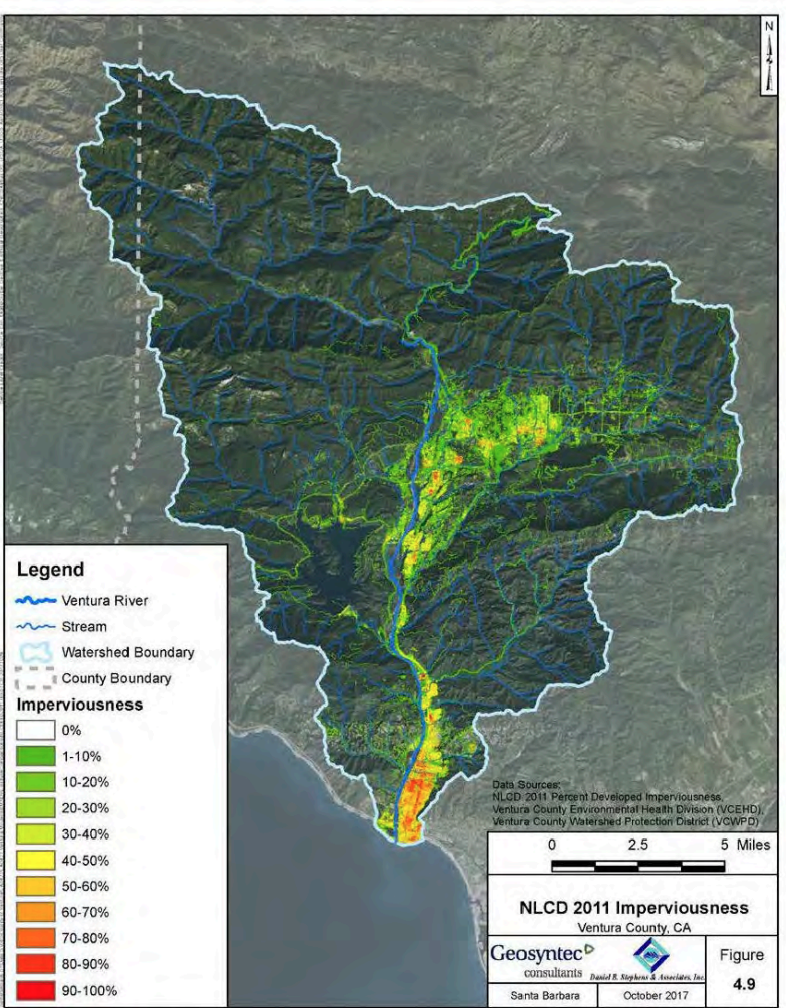 N
Legend
Ventura River
Stream
Watershed Boundary
County Boundary
Imperviousness
0%
1-10%
10-20%
20-30%
30-40%
40-50%
50-60%
60-70%
70-80%
80-90%
90-100%
Data Sources:
NLCD 2011 Percent Developed Imperviousness,
Ventura County Environmental Health Division (VCEHD),
Ventura County Watershed Protection District (VCWPD)
0 2.5 5 Miles
NLCD 2011 Imperviousness
Ventura County, CA
Geosyntec
consultants
Daniel B. Stephens & Associates, Inc.
Figure
4.9
Santa Barbara
October 2017